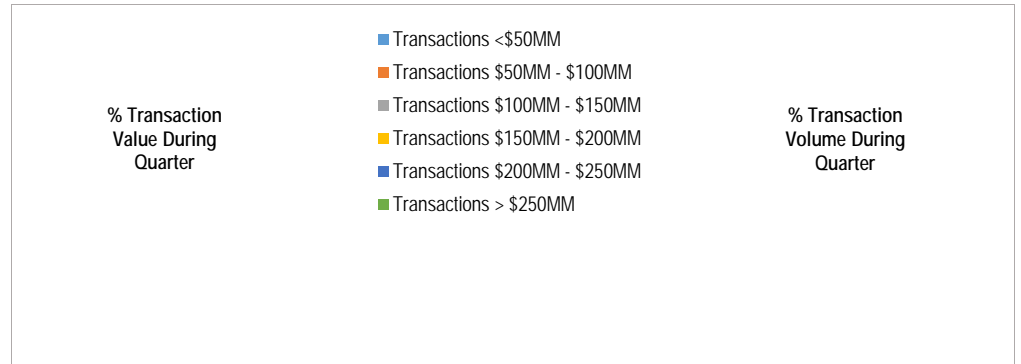 % Transaction
Value During
Quarter
Transactions <$50MM
Transactions $50MM - $100MM
Transactions $100MM - $150MM
Transactions $150MM - $200MM
Transactions $200MM - $250MM
Transactions > $250MM
% Transaction
Volume During
Quarter